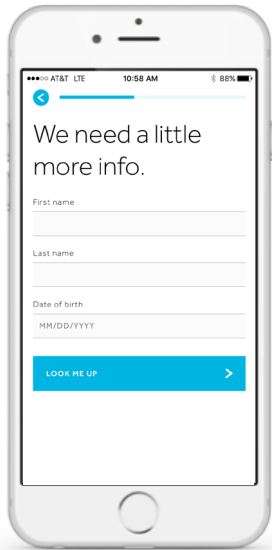 AT&T LTE 10:58 AM 88%
We need a little
more info.
First name
Last name
Date of birth
MM/DD/YYYY
LOOK ME UP